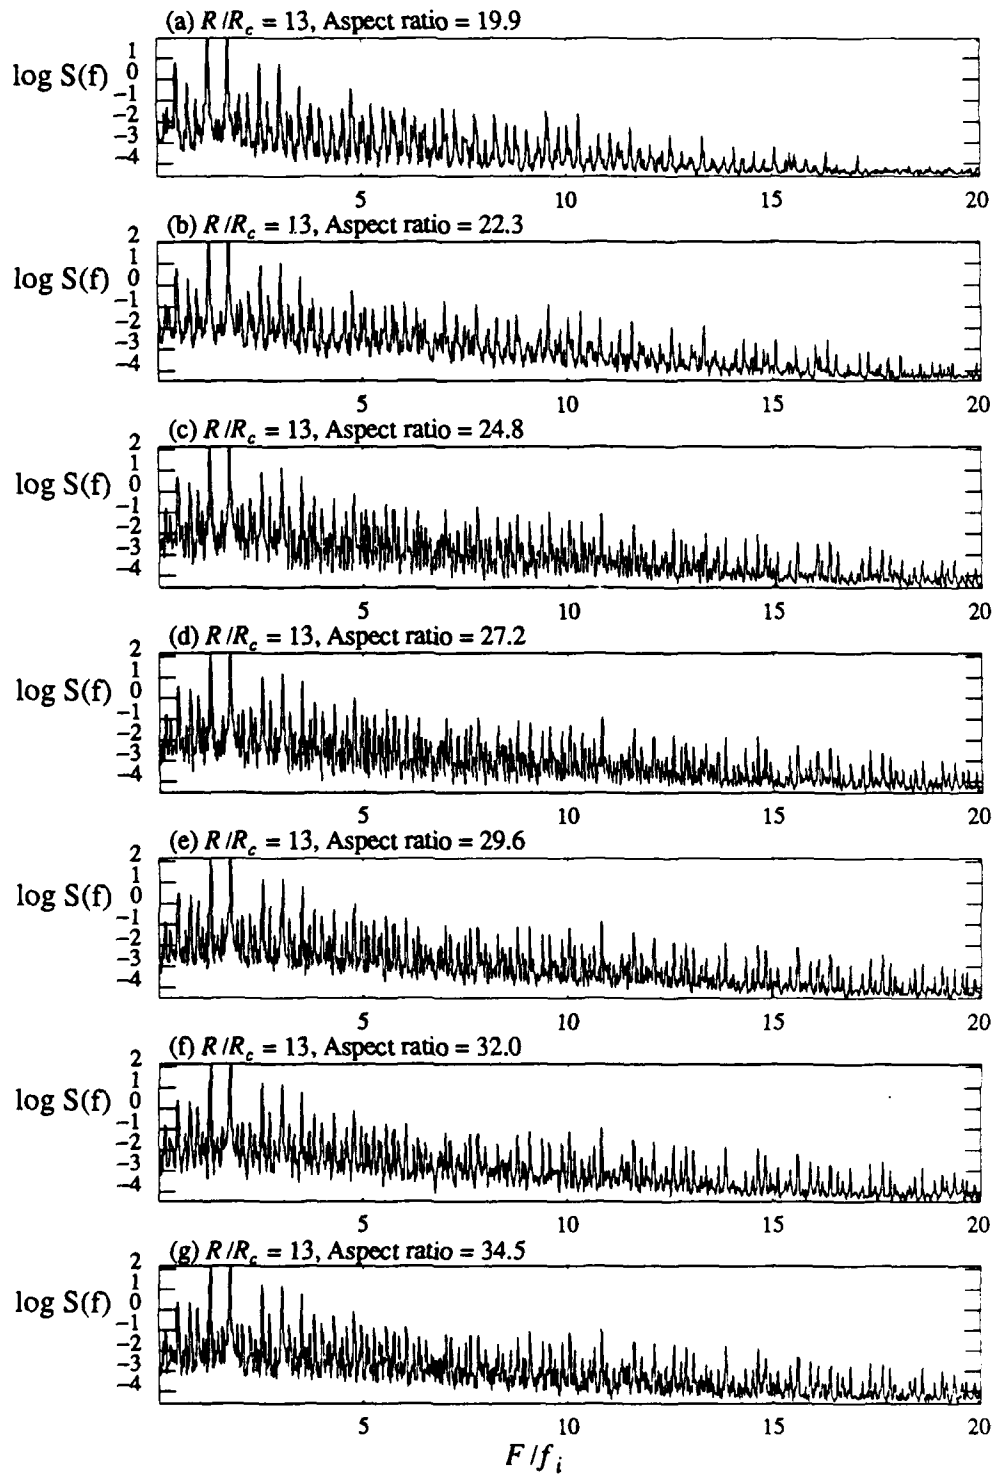 (a) R/R_c = 13, Aspect ratio = 19.9
1
log S(f) 0
−1
−2
−3
−4
5 10 15 20
(b) R/R_c = 13, Aspect ratio = 22.3
2
1
log S(f) 0
−1
−2
−3
−4
5 10 15 20
(c) R/R_c = 13, Aspect ratio = 24.8
2
1
log S(f) 0
−1
−2
−3
−4
5 10 15 20
(d) R/R_c = 13, Aspect ratio = 27.2
2
1
log S(f) 0
−1
−2
−3
−4
5 10 15 20
(e) R/R_c = 13, Aspect ratio = 29.6
2
1
log S(f) 0
−1
−2
−3
−4
5 10 15 20
(f) R/R_c = 13, Aspect ratio = 32.0
2
1
log S(f) 0
−1
−2
−3
−4
5 10 15 20
(g) R/R_c = 13, Aspect ratio = 34.5
2
1
log S(f) 0
−1
−2
−3
−4
5 10 15 20
F/f_i